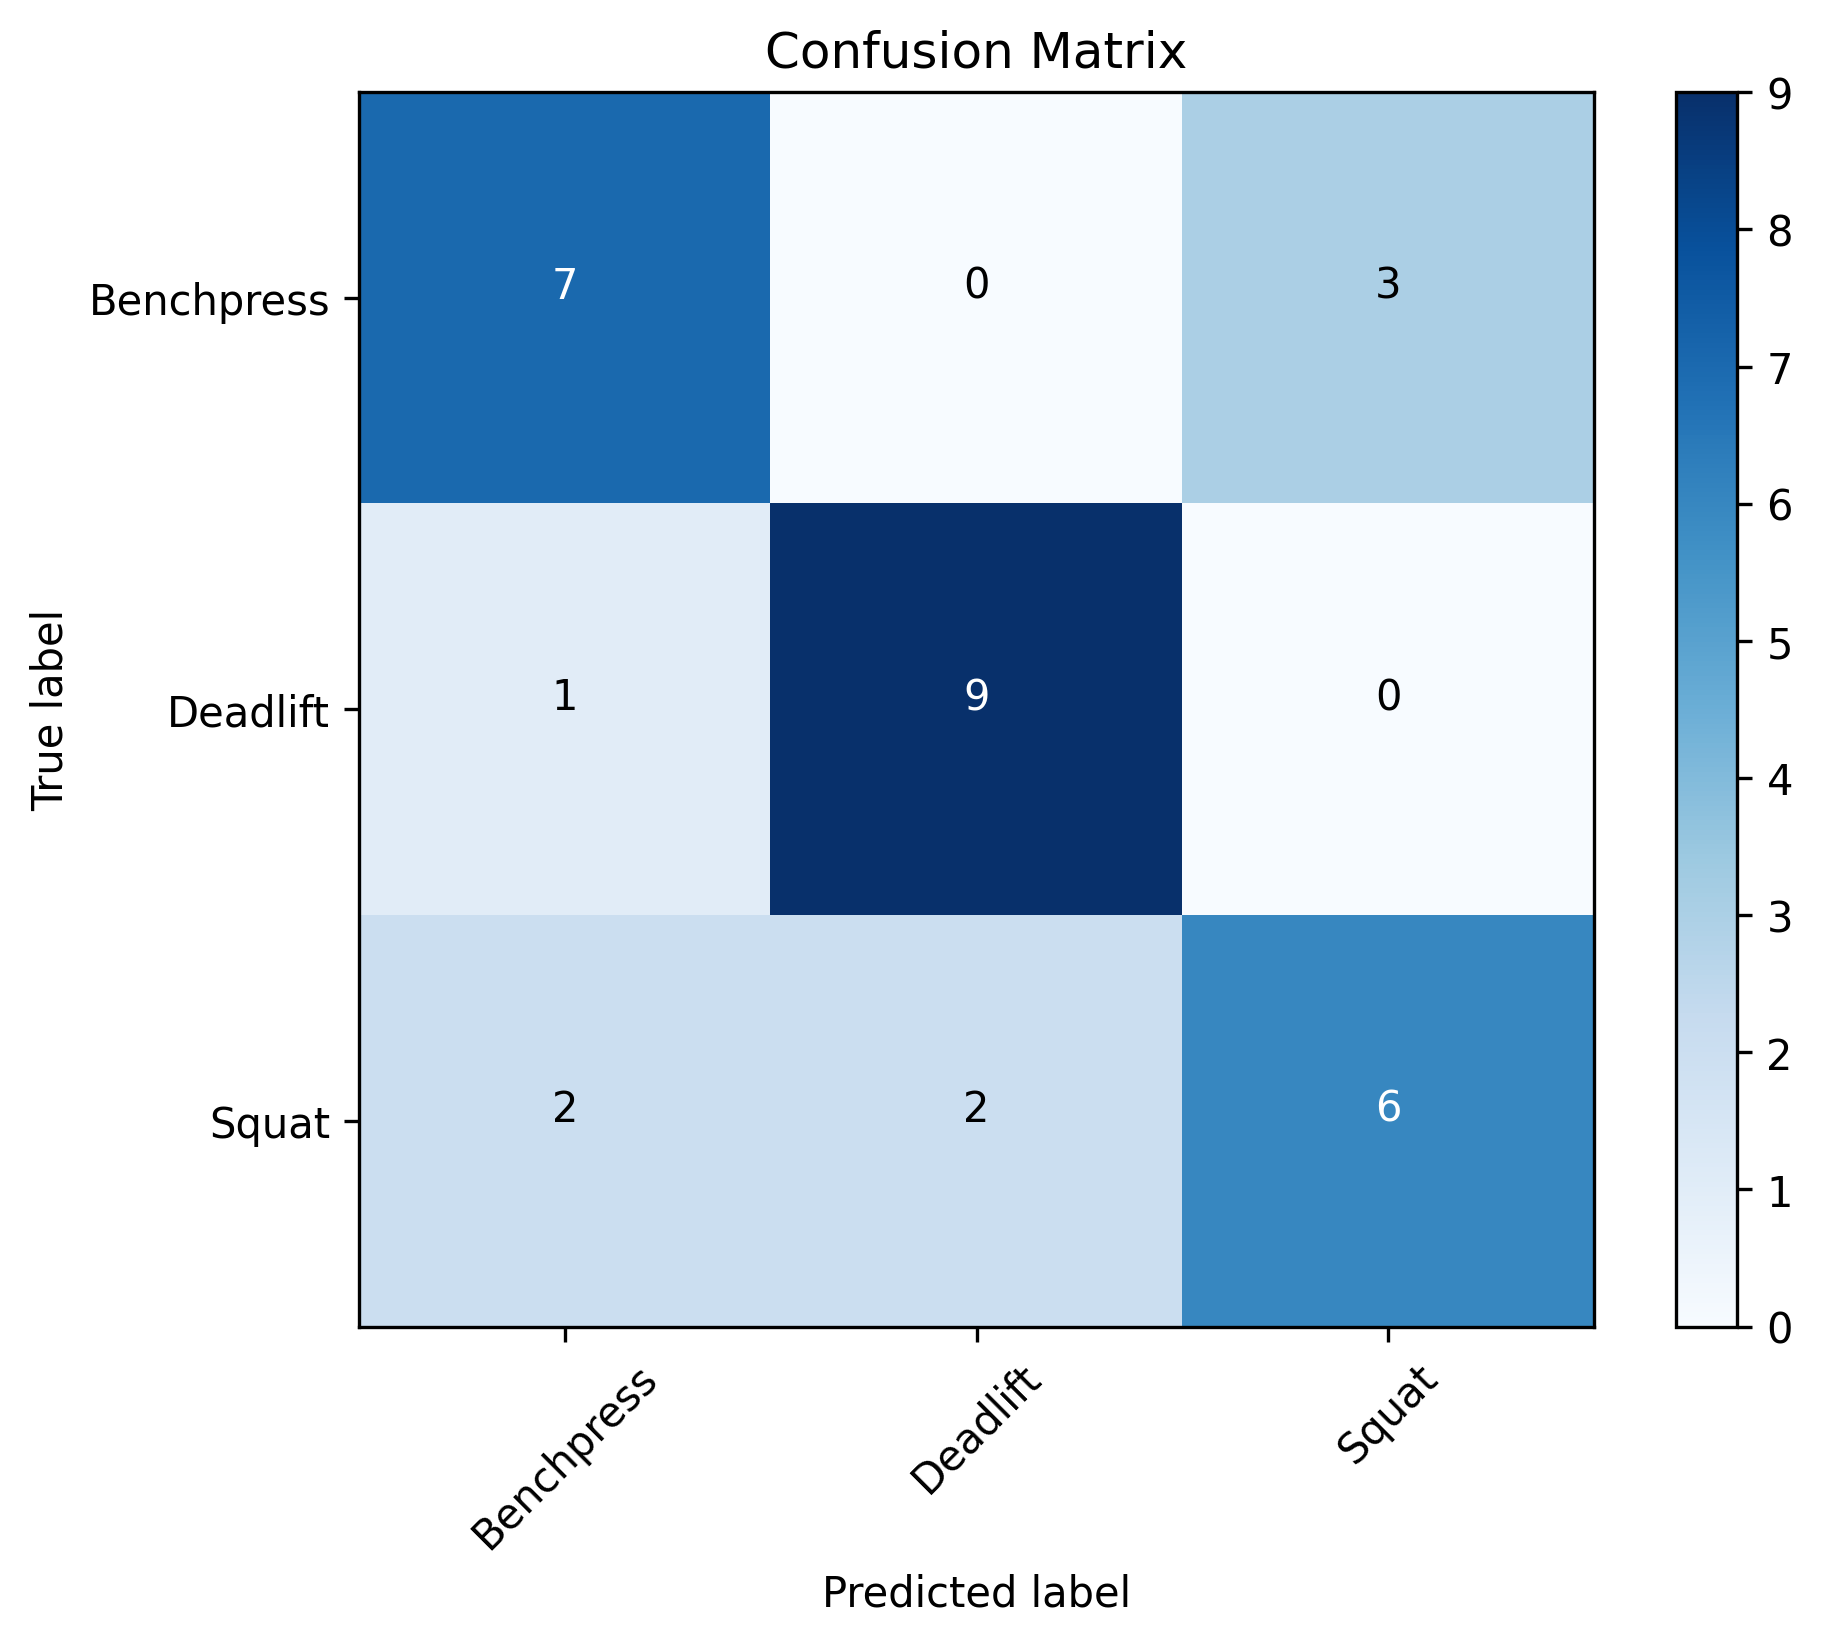 Confusion Matrix
Benchpress
Deadlift
Squat
True label
7 0 3
1 9 0
2 2 6
Benchpress Deadlift Squat
Predicted label
9
8
7
6
5
4
3
2
1
0